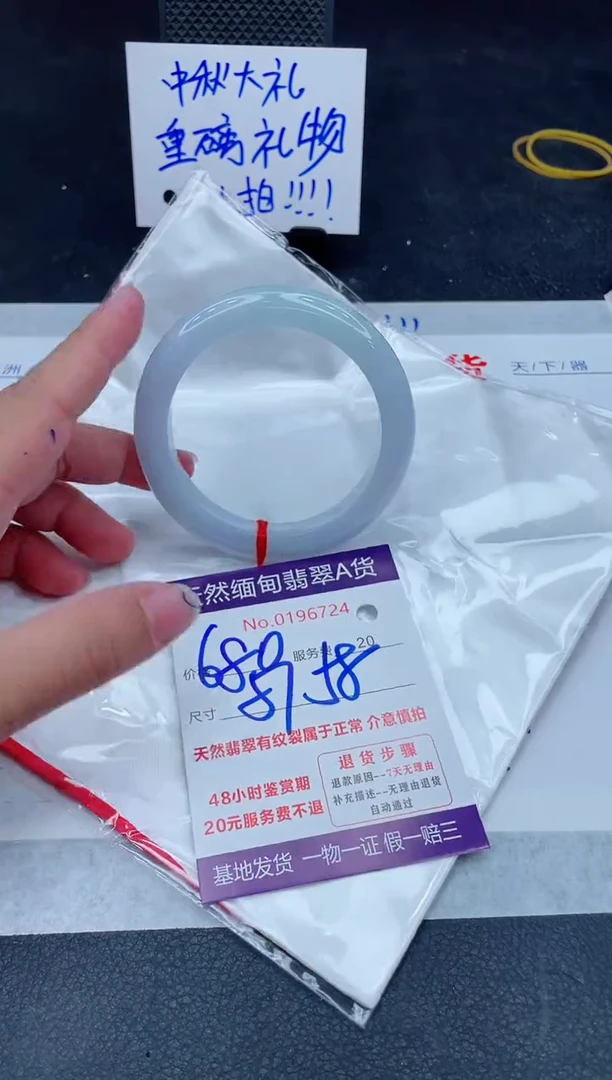 中秋大礼
重磅礼物
拍!!!!
洲
!!
货
天/下/器
天然缅甸翡翠A货
No.0196724
680
服务费 20
价
57 58
尺寸
天然翡翠有纹裂属于正常 介意慎拍
48小时鉴赏期
20元服务费不退
退货步骤
退款原因--7天无理由
补充描述--无理由退货
自动通过
基地发货 一物一证 假一赔三